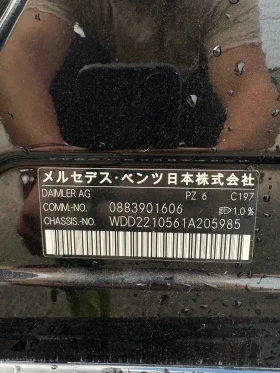 メルセデス・ベンツ日本株式会社
DAIMLER AG PZ 6 C197
COMM.-NO. 0883901606 1.0%
CHASSIS.-NO. WDD2210561A205985